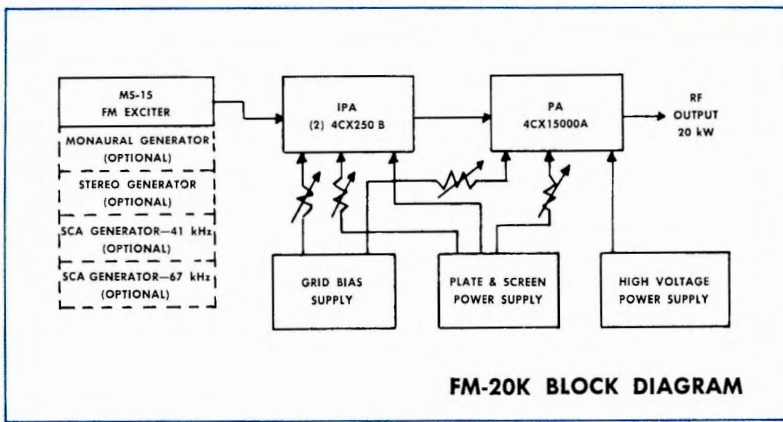 MS-15
FM EXCITER
MONAURAL GENERATOR
(OPTIONAL)
STEREO GENERATOR
(OPTIONAL)
SCA GENERATOR—41 kHz
(OPTIONAL)
SCA GENERATOR—67 kHz
(OPTIONAL)
IPA
(2) 4CX250 B
PA
4CX15000A
RF
OUTPUT
20 kW
GRID BIAS
SUPPLY
PLATE & SCREEN
POWER SUPPLY
HIGH VOLTAGE
POWER SUPPLY
FM-20K BLOCK DIAGRAM